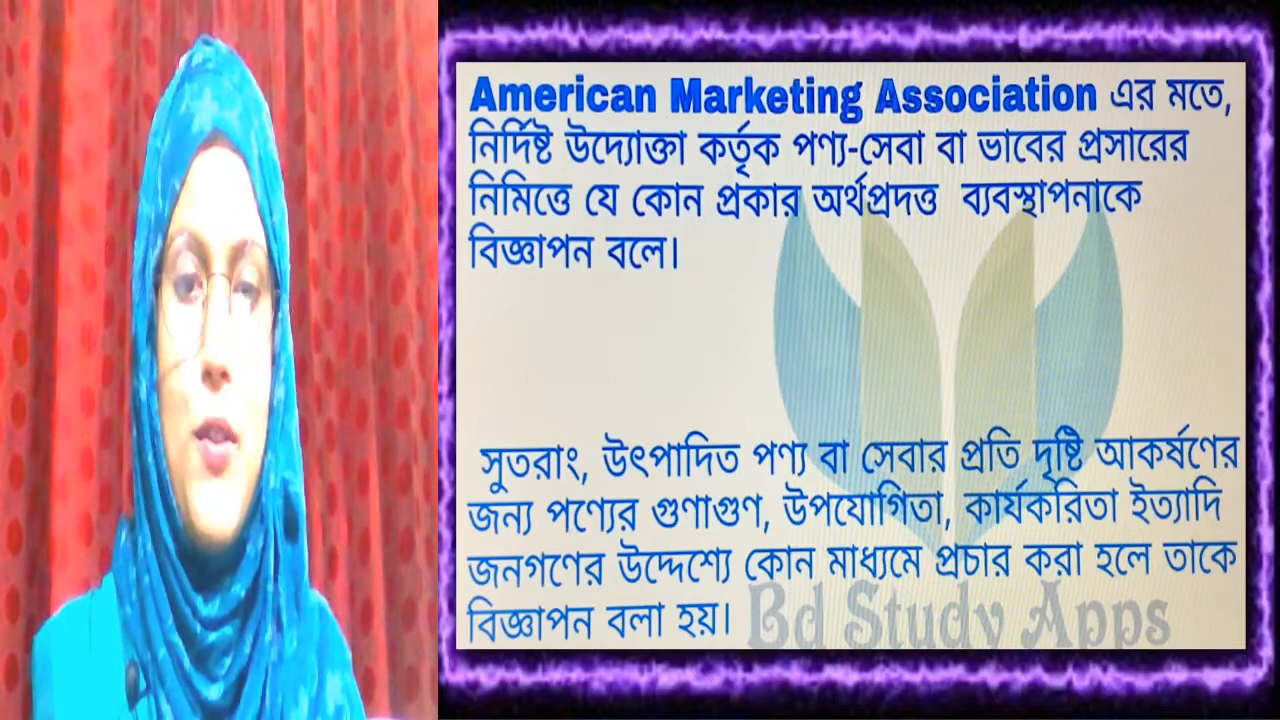 American Marketing Association এর মতে,
নির্দিষ্ট উদ্যোক্তা কর্তৃক পণ্য-সেবা বা ভাবের প্রসারের
নিমিত্তে যে কোন প্রকার অর্থপ্রদত্ত ব্যবস্থাপনাকে
বিজ্ঞাপন বলে।
সুতরাং, উৎপাদিত পণ্য বা সেবার প্রতি দৃষ্টি আকর্ষণের
জন্য পণ্যের গুণাগুণ, উপযোগিতা, কার্যকরিতা ইত্যাদি
জনগণের উদ্দেশ্যে কোন মাধ্যমে প্রচার করা হলে তাকে
বিজ্ঞাপন বলা হয়।
Bd Study Apps